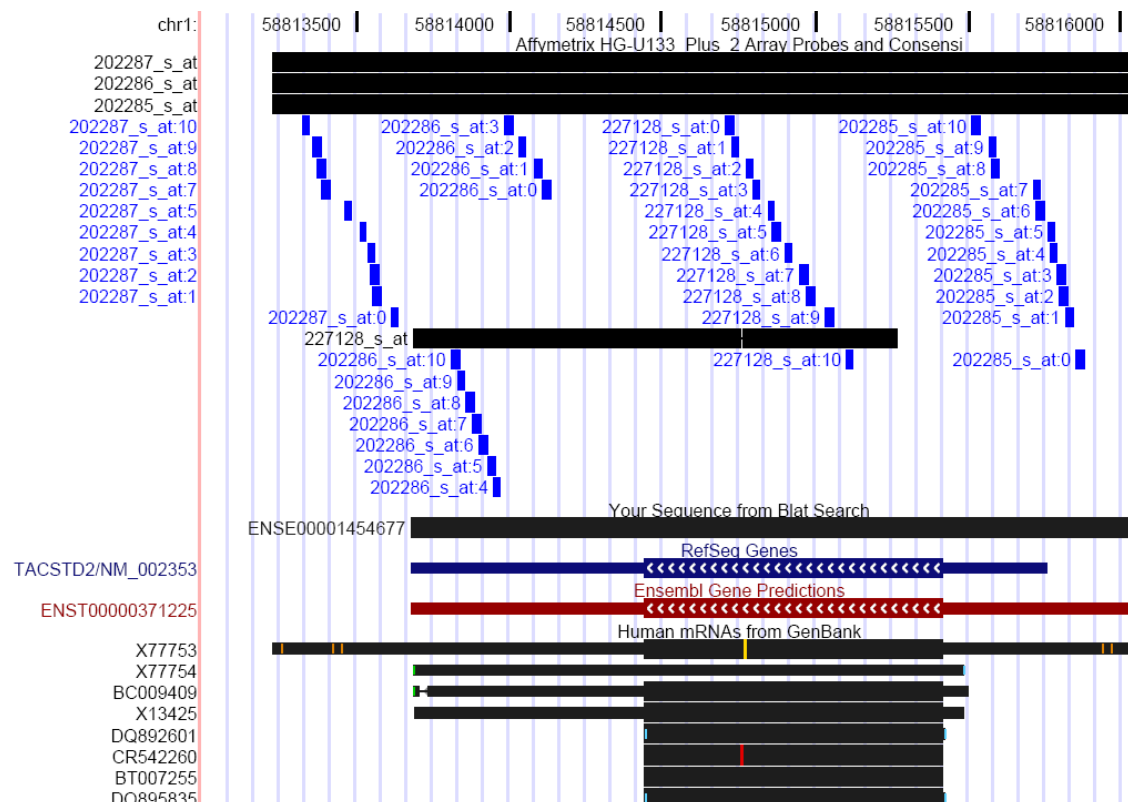 chr1: 58813500 58814000 58814500 58815000 58815500 58816000
Affymetrix HG-U133 Plus 2 Array Probes and Consensi
202287_s_at
202286_s_at
202285_s_at
202287_s_at:10 202286_s_at:3 227128_s_at:0 202285_s_at:10
202287_s_at:9 202286_s_at:2 227128_s_at:1 202285_s_at:9
202287_s_at:8 202286_s_at:1 227128_s_at:2 202285_s_at:8
202287_s_at:7 202286_s_at:0 227128_s_at:3 202285_s_at:7
202287_s_at:5 227128_s_at:4 202285_s_at:6
202287_s_at:4 227128_s_at:5 202285_s_at:5
202287_s_at:3 227128_s_at:6 202285_s_at:4
202287_s_at:2 227128_s_at:7 202285_s_at:3
202287_s_at:1 227128_s_at:8 202285_s_at:2
202287_s_at:0 227128_s_at:9 202285_s_at:1
227128_s_at
202286_s_at:10 227128_s_at:10 202285_s_at:0
202286_s_at:9
202286_s_at:8
202286_s_at:7
202286_s_at:6
202286_s_at:5
202286_s_at:4
Your Sequence from Blat Search
ENSE00001454677
RefSeq Genes
TACSTD2/NM_002353
Ensembl Gene Predictions
ENST00000371225
Human mRNAs from GenBank
X77753
X77754
BC009409
X13425
DQ892601
CR542260
BT007255
DQ895835